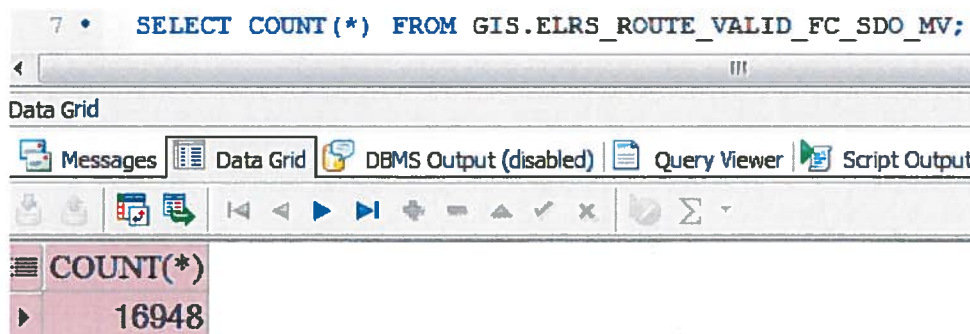 7 SELECT COUNT(*) FROM GIS.ELRS_ROUTE_VALID_FC_SDO_MV;
Data Grid
Messages Data Grid DBMS Output (disabled) Query Viewer Script Output
COUNT(*)
16948